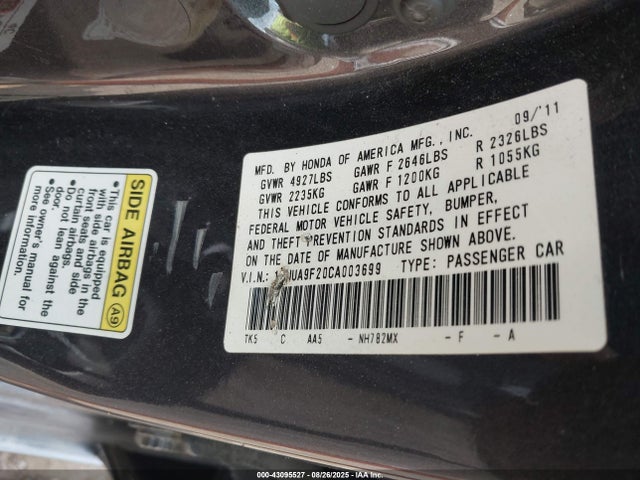 SIDE AIRBAG A9
•This car is equipped
with side airbags in
front seats and side
curtain airbags.
•Do not lean against the
door.
•See owner's manual for
more information.
09/'11
MFD. BY HONDA OF AMERICA MFG., INC.
GVWR 4927LBS GAWR F 2646LBS R 2326LBS
GVWR 2235KG GAWR F 1200KG R 1055KG
THIS VEHICLE CONFORMS TO ALL APPLICABLE
FEDERAL MOTOR VEHICLE SAFETY, BUMPER,
AND THEFT PREVENTION STANDARDS IN EFFECT
ON THE DATE OF MANUFACTURE SHOWN ABOVE.
V.I.N.: TYPE: PASSENGER CAR
TK5 C AA5 - NH782MX - F - A
000-43095527 - 08/26/2025 - IAA Inc.